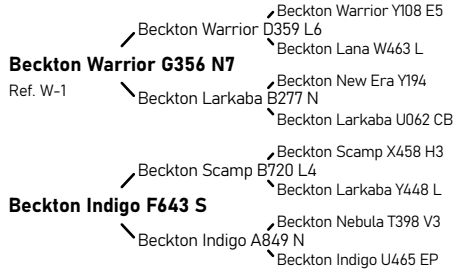 Beckton Warrior Y108 E5
Beckton Warrior D359 L6
Beckton Lana W463 L
Beckton Warrior G356 N7
Ref. W-1
Beckton New Era Y194
Beckton Larkaba B277 N
Beckton Larkaba U062 CB
Beckton Scamp X458 H3
Beckton Scamp B720 L4
Beckton Larkaba Y448 L
Beckton Indigo F643 S
Beckton Nebula T398 V3
Beckton Indigo A849 N
Beckton Indigo U465 EP